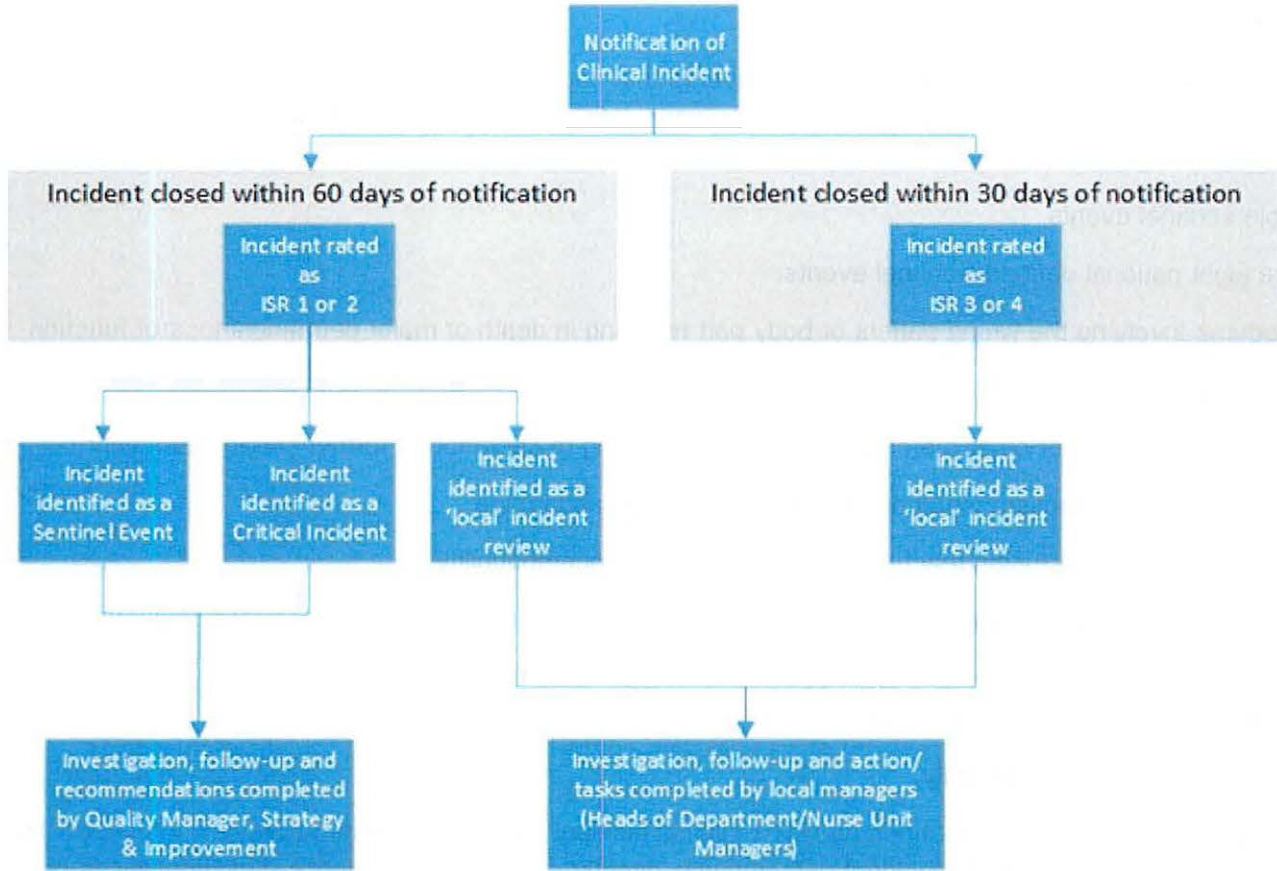 Notification of
Clinical Incident
Incident closed within 60 days of notification
Incident rated
as
ISR 1 or 2
Incident closed within 30 days of notification
Incident rated
as
ISR 3 or 4
Incident
identified as a
Sentinel Event
Incident
identified as a
Critical Incident
Incident
identified as a
'local' incident
review
Incident
identified as a
'local' incident
review
Investigation, follow-up and
recommendations completed
by Quality Manager, Strategy
& Improvement
Investigation, follow-up and action/
tasks completed by local managers
(Heads of Department/Nurse Unit
Managers)